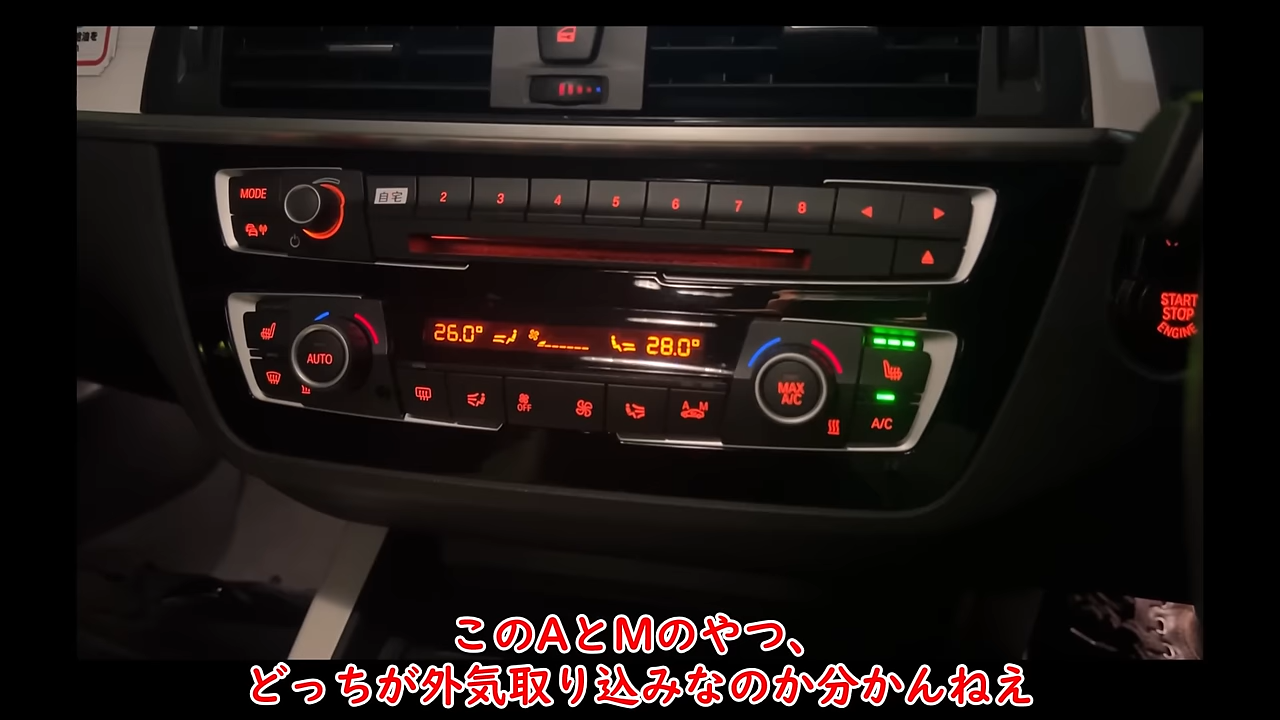 油を
MODE
自宅
2
3
4
5
6
7
8
START
STOP
ENGINE
26.0°
28.0°
AUTO
OFF
A M
MAX
A/C
A/C
このAとMのやつ、
どっちが外気取り込みなのか分かんねえ